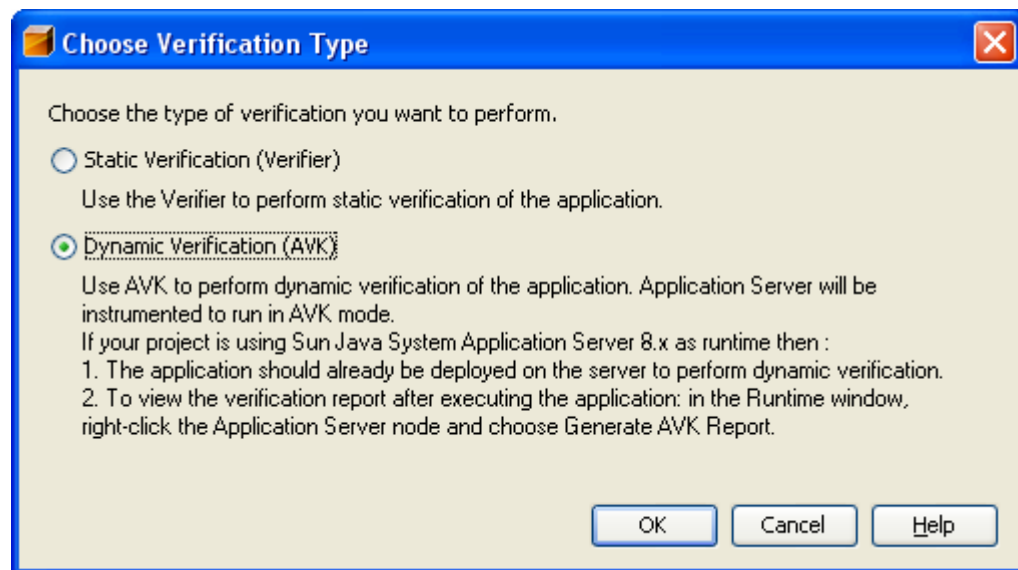 Choose Verification Type
Choose the type of verification you want to perform.
Static Verification (Verifier)
Use the Verifier to perform static verification of the application.
Dynamic Verification (AVK)
Use AVK to perform dynamic verification of the application. Application Server will be
instrumented to run in AVK mode.
If your project is using Sun Java System Application Server 8.x as runtime then :
1. The application should already be deployed on the server to perform dynamic verification.
2. To view the verification report after executing the application: in the Runtime window,
right-click the Application Server node and choose Generate AVK Report.
OK Cancel Help